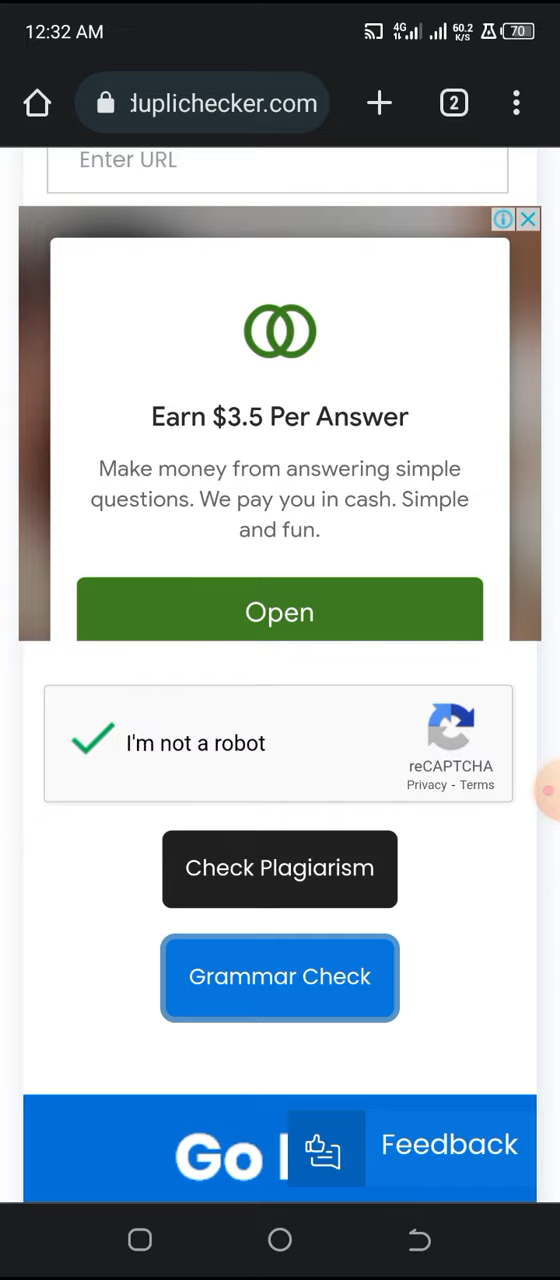 12:32 AM
4G
60.2
K/S
70
duplichecker.com
2
Enter URL
Earn $3.5 Per Answer
Make money from answering simple
questions. We pay you in cash. Simple
and fun.
Open
I'm not a robot
reCAPTCHA
Privacy - Terms
Check Plagiarism
Grammar Check
Go
Feedback